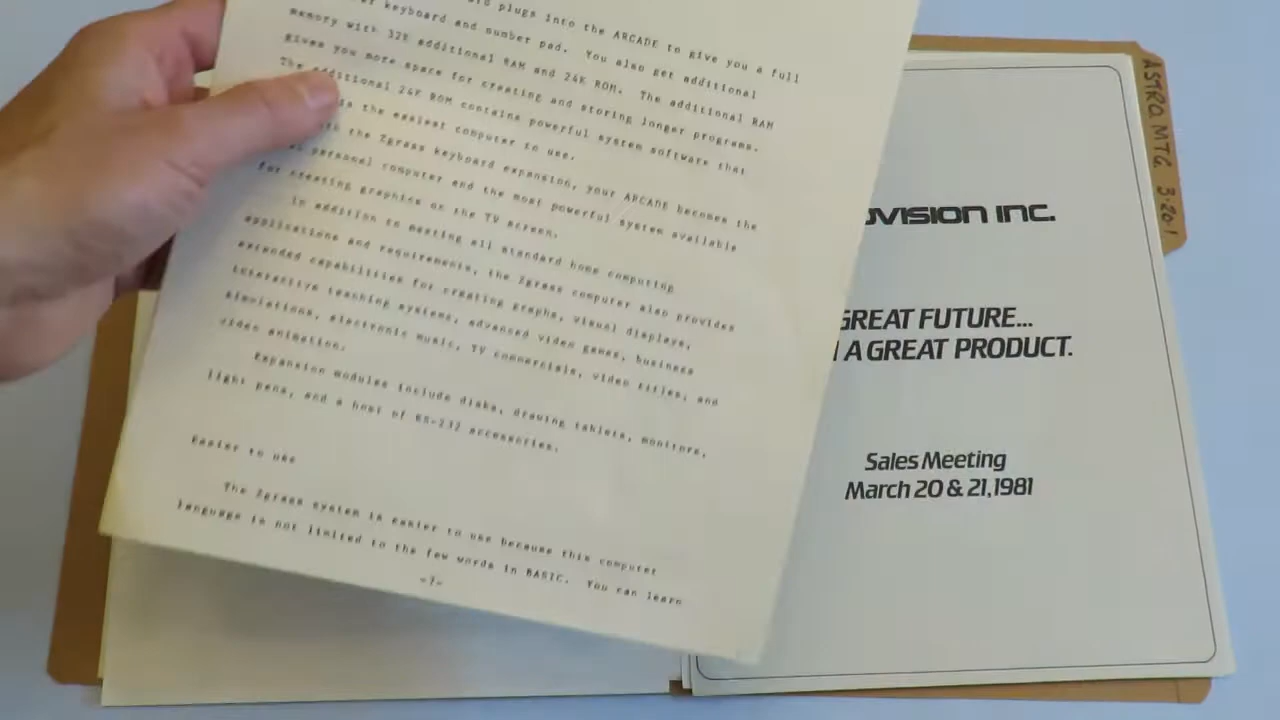 plugs into the ARCADE to give you a full
keyboard and number pad. You also get additional
memory with 32K additional RAM and 24K ROM. The additional RAM
gives you more space for creating and storing longer programs.
The additional 24K ROM contains powerful system software that
is the easiest computer to use.
the Zgrass keyboard expansion, your ARCADE becomes the
personal computer and the most powerful system available
for creating graphics on the TV screen.
In addition to meeting all standard home computing
applications and requirements, the Zgrass computer also provides
extended capabilities for creating graphs, visual displays,
interactive teaching systems, advanced video games, business
simulations, electronic music, TV commercials, video titles, and
video animation.
Expansion modules include disks, drawing tablets, monitors,
light pens, and a host of RS-232 accessories.
Easier to use
The Zgrass system is easier to use because this computer
language is not limited to the few words in BASIC. You can learn
OVISION INC.
GREAT FUTURE...
A GREAT PRODUCT.
Sales Meeting
March 20 & 21, 1981
ASTRO MTG 3-20-1